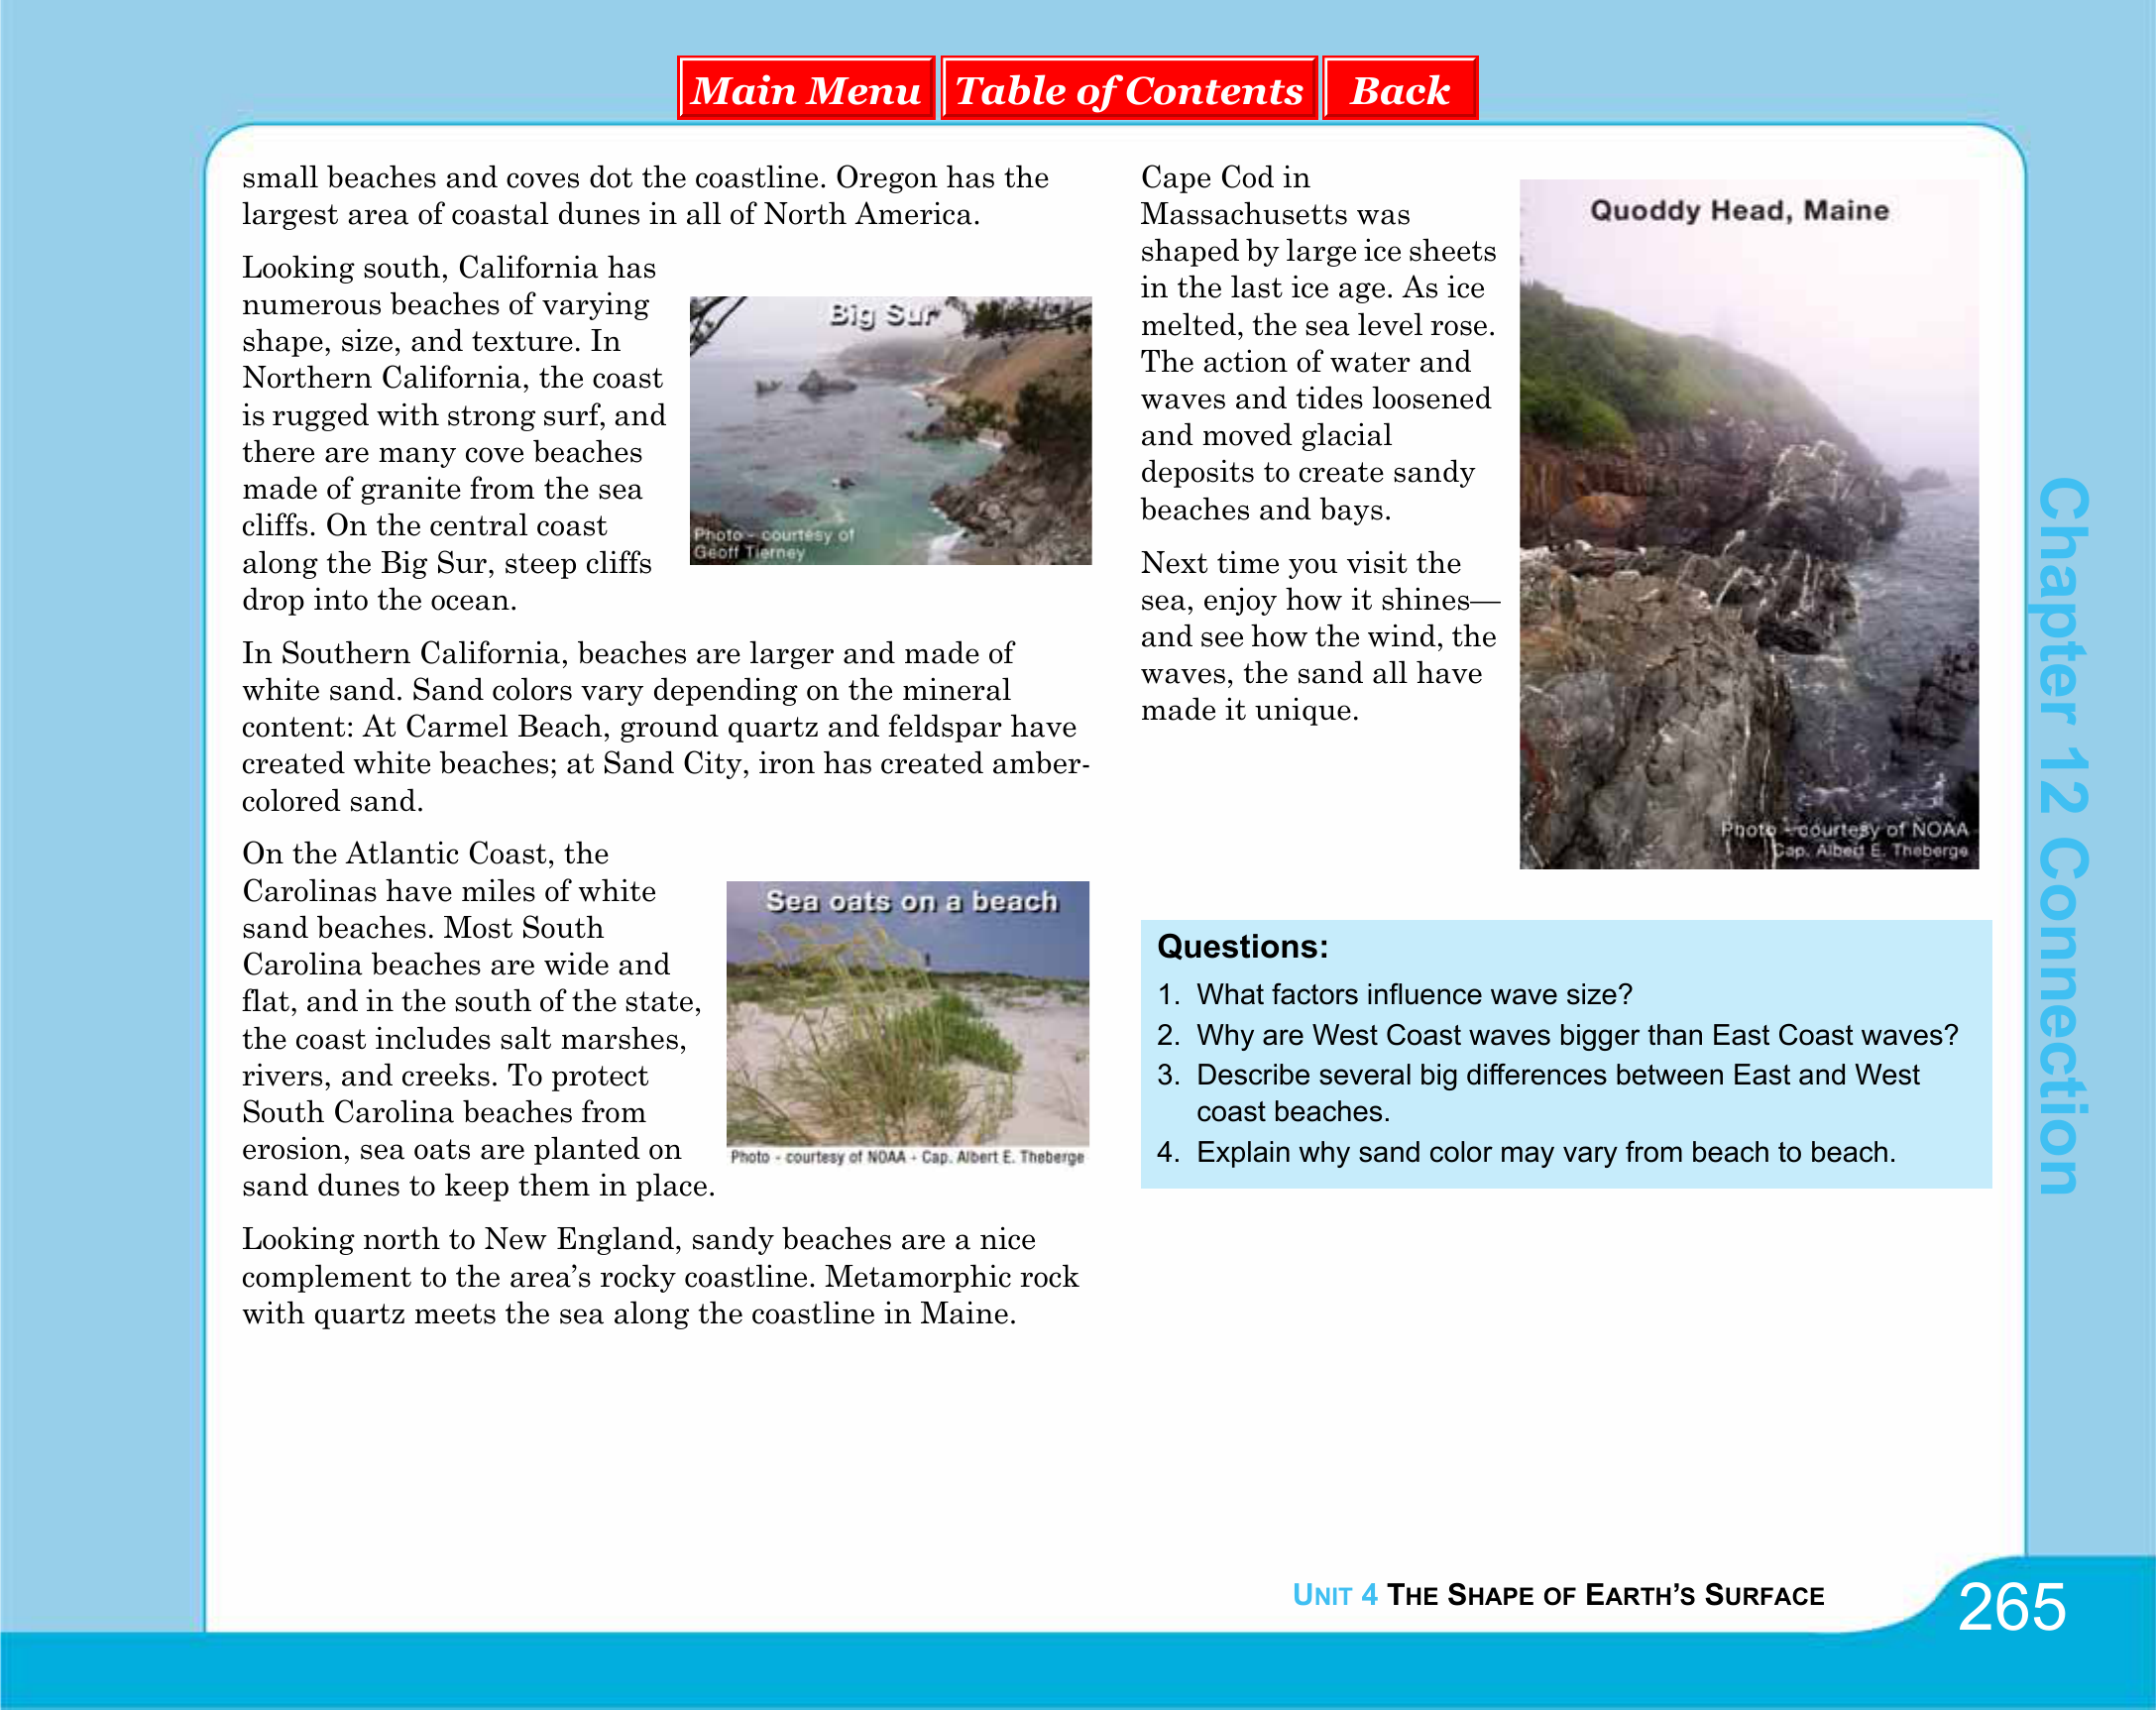 Main Menu
Table of Contents
Back
small beaches and coves dot the coastline. Oregon has the
largest area of coastal dunes in all of North America.
Looking south, California has
numerous beaches of varying
shape, size, and texture. In
Northern California, the coast
is rugged with strong surf, and
there are many cove beaches
made of granite from the sea
cliffs. On the central coast
along the Big Sur, steep cliffs
drop into the ocean.
Big Sur
Photo - courtesy of
Geoff Tierney
In Southern California, beaches are larger and made of
white sand. Sand colors vary depending on the mineral
content: At Carmel Beach, ground quartz and feldspar have
created white beaches; at Sand City, iron has created amber-
colored sand.
On the Atlantic Coast, the
Carolinas have miles of white
sand beaches. Most South
Carolina beaches are wide and
flat, and in the south of the state,
the coast includes salt marshes,
rivers, and creeks. To protect
South Carolina beaches from
erosion, sea oats are planted on
sand dunes to keep them in place.
Sea oats on a beach
Photo - courtesy of NOAA - Cap. Albert E. Theberge
Looking north to New England, sandy beaches are a nice
complement to the area's rocky coastline. Metamorphic rock
with quartz meets the sea along the coastline in Maine.
Cape Cod in
Massachusetts was
shaped by large ice sheets
in the last ice age. As ice
melted, the sea level rose.
The action of water and
waves and tides loosened
and moved glacial
deposits to create sandy
beaches and bays.
Next time you visit the
sea, enjoy how it shines—
and see how the wind, the
waves, the sand all have
made it unique.
Quoddy Head, Maine
Photo - courtesy of NOAA
Cap. Albert E. Theberge
Questions:
1. What factors influence wave size?
2. Why are West Coast waves bigger than East Coast waves?
3. Describe several big differences between East and West
coast beaches.
4. Explain why sand color may vary from beach to beach.
Chapter 12 Connection
UNIT 4 THE SHAPE OF EARTH'S SURFACE
265